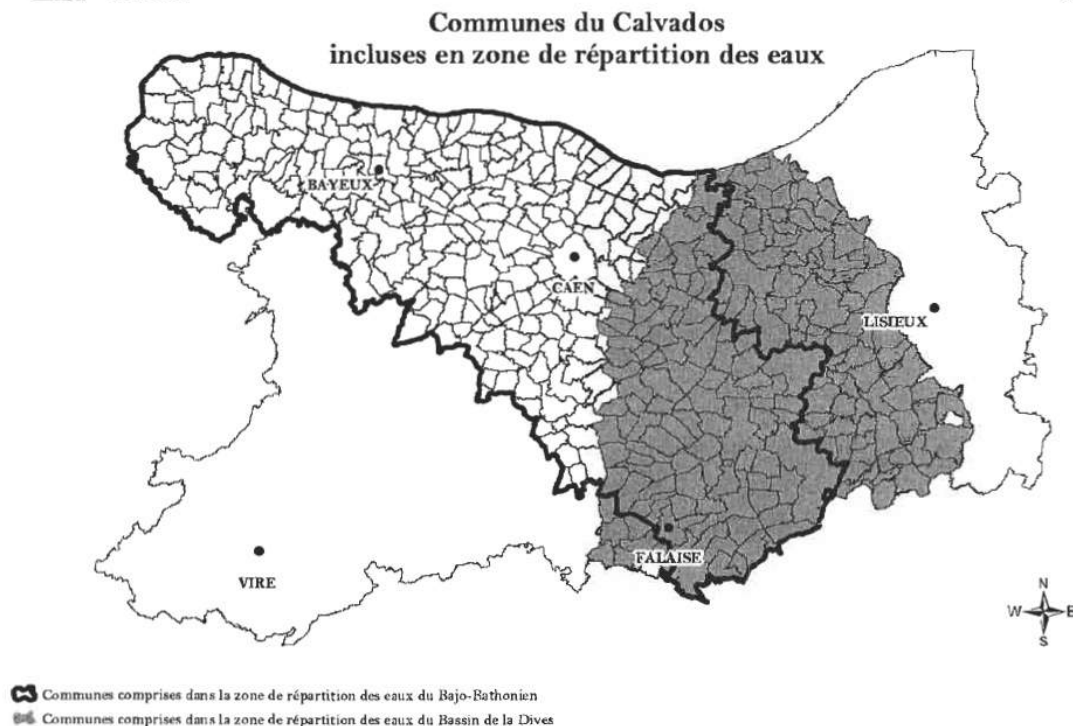 Communes du Calvados
incluses en zone de répartition des eaux
BAYEUX
CAEN
LISIEUX
FALAISE
VIRE
N
W E
S
Communes comprises dans la zone de répartition des eaux du Bajo-Bathonien
Communes comprises dans la zone de répartition des eaux du Bassin de la Dives